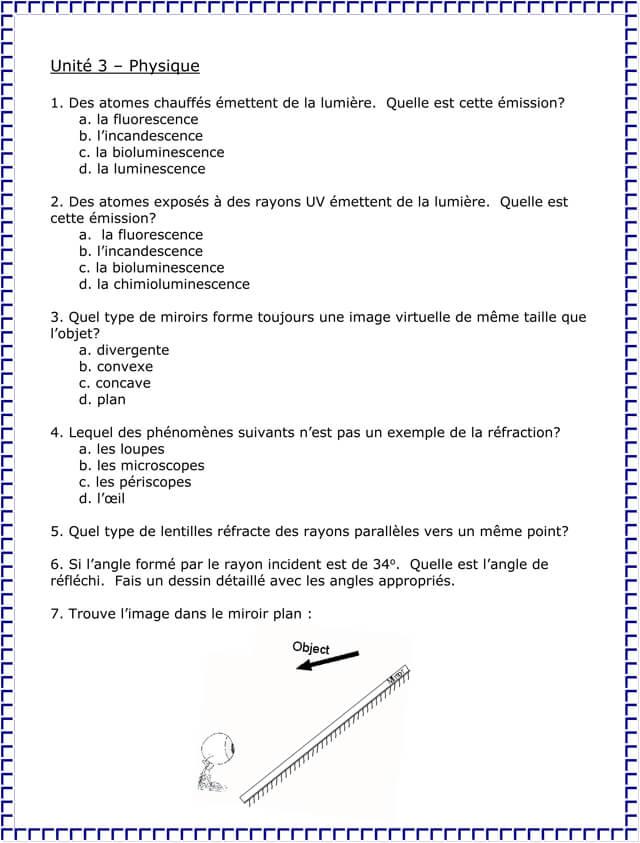 Unité 3 – Physique
1. Des atomes chauffés émettent de la lumière.  Quelle est cette émission?
a. la fluorescence
b. l’incandescence
c. la bioluminescence
d. la luminescence
2. Des atomes exposés à des rayons UV émettent de la lumière.  Quelle est
cette émission?
a.  la fluorescence
b. l’incandescence
c. la bioluminescence
d. la chimioluminescence
3. Quel type de miroirs forme toujours une image virtuelle de même taille que
l’objet?
a. divergente
b. convexe
c. concave
d. plan
4. Lequel des phénomènes suivants n’est pas un exemple de la réfraction?
a. les loupes
b. les microscopes
c. les périscopes
d. l’œil
5. Quel type de lentilles réfracte des rayons parallèles vers un même point?
6. Si l’angle formé par le rayon incident est de 34º.  Quelle est l’angle de
réfléchi.  Fais un dessin détaillé avec les angles appropriés.
7. Trouve l’image dans le miroir plan :
Object
Mirror